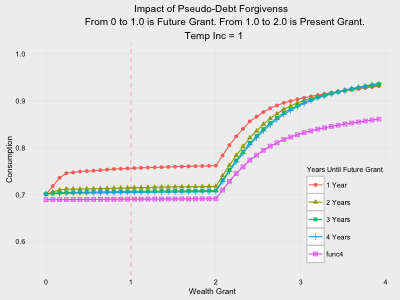 Impact of Pseudo-Debt Forgivenss
From 0 to 1.0 is Future Grant. From 1.0 to 2.0 is Present Grant.
Temp Inc = 1
1.0
0.9
0.8
0.7
0.6
Consumption
Years Until Future Grant
1 Year
2 Years
3 Years
4 Years
func4
0 1 2 3 4
Wealth Grant